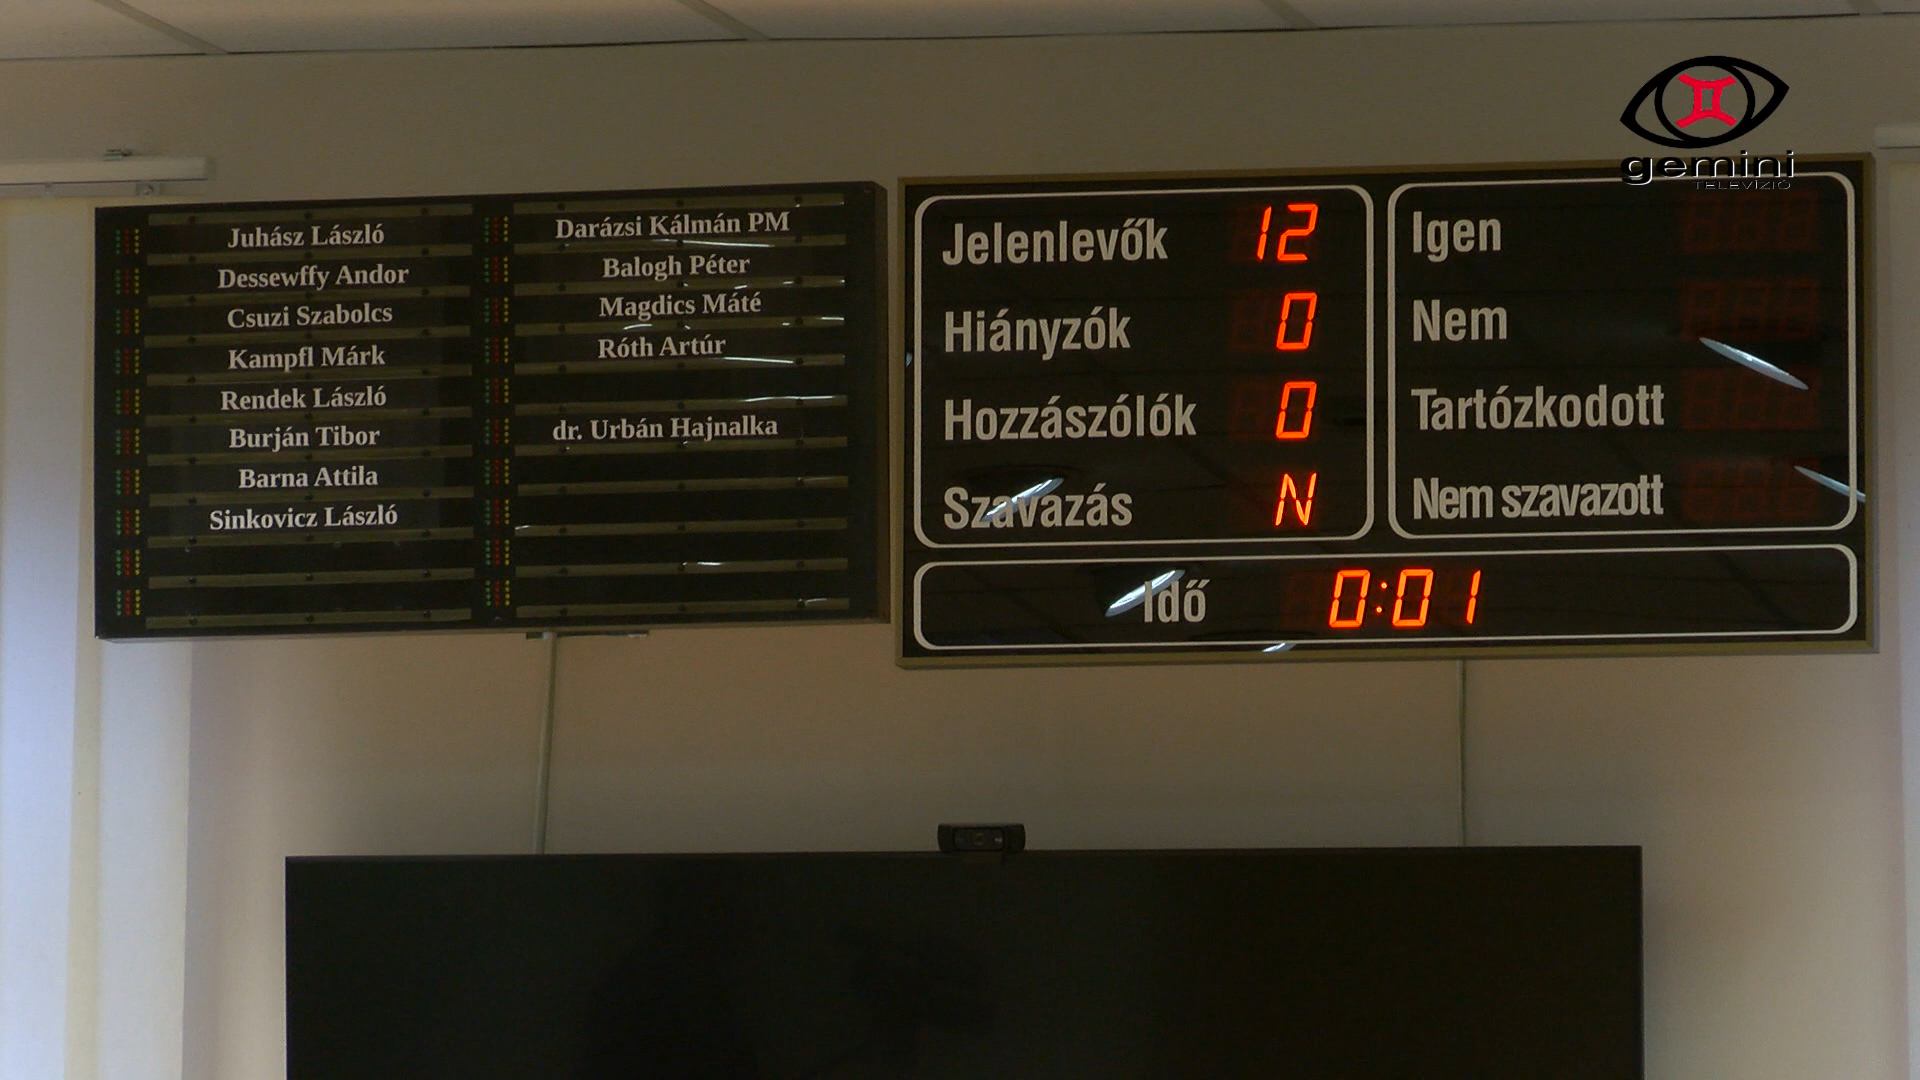 gemini
TELEVÍZIÓ
Juhász László
Dessewffy Andor
Csuzi Szabolcs
Kampfl Márk
Rendek László
Burján Tibor
Barna Attila
Sinkovicz László
Darázsi Kálmán PM
Balogh Péter
Magdics Máté
Róth Artúr
dr. Urbán Hajnalka
Jelenlevők 12
Hiányzók 0
Hozzászólók 0
Szavazás N
Igen
Nem
Tartózkodott
Nem szavazott
Idő 0:01